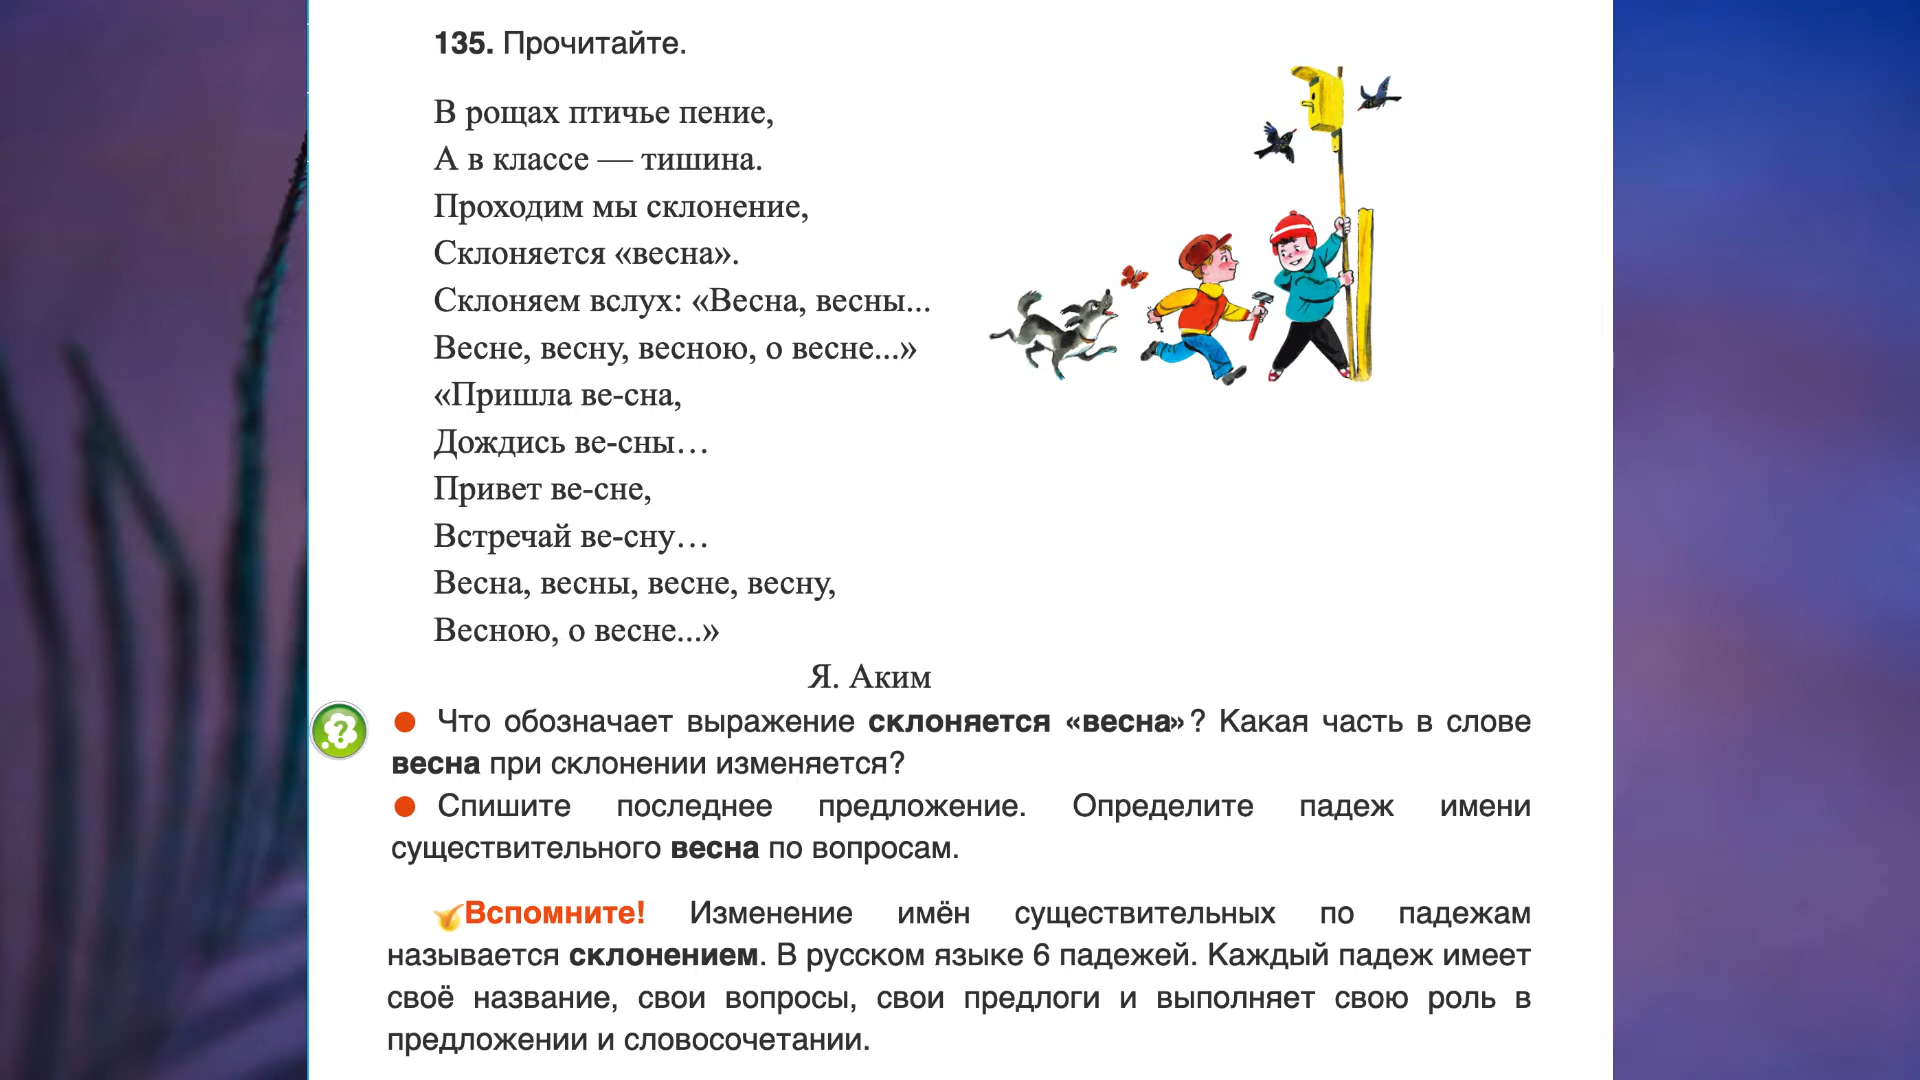 135. Прочитайте.
В рощах птичье пение,
А в классе — тишина.
Проходим мы склонение,
Склоняется «весна».
Склоняем вслух: «Весна, весны...
Весне, весну, весною, о весне...»
«Пришла ве-сна,
Дождись ве-сны…
Привет ве-сне,
Встречай ве-сну…
Весна, весны, весне, весну,
Весною, о весне...»
Я. Аким
● Что обозначает выражение склоняется «весна»? Какая часть в слове
весна при склонении изменяется?
● Спишите последнее предложение. Определите падеж имени
существительного весна по вопросам.
Вспомните! Изменение имён существительных по падежам
называется склонением. В русском языке 6 падежей. Каждый падеж имеет
своё название, свои вопросы, свои предлоги и выполняет свою роль в
предложении и словосочетании.